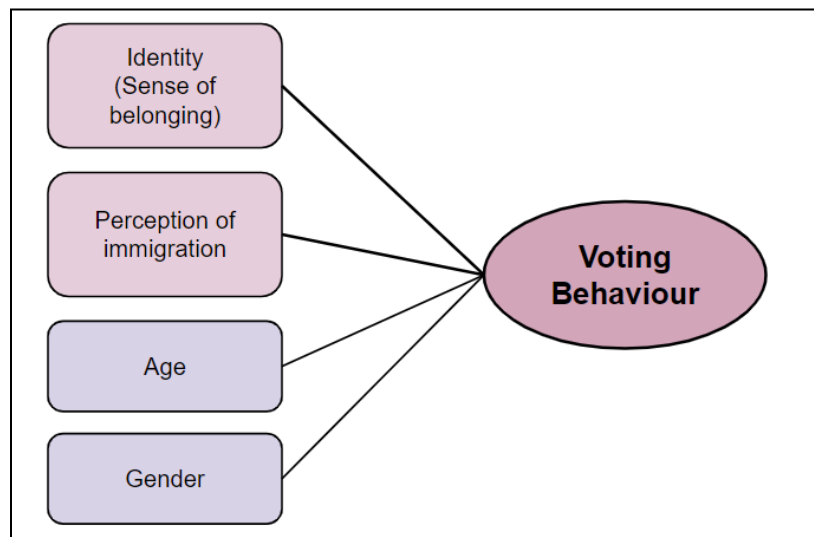 Identity
(Sense of
belonging)
Perception of
immigration
Age
Gender
Voting
Behaviour